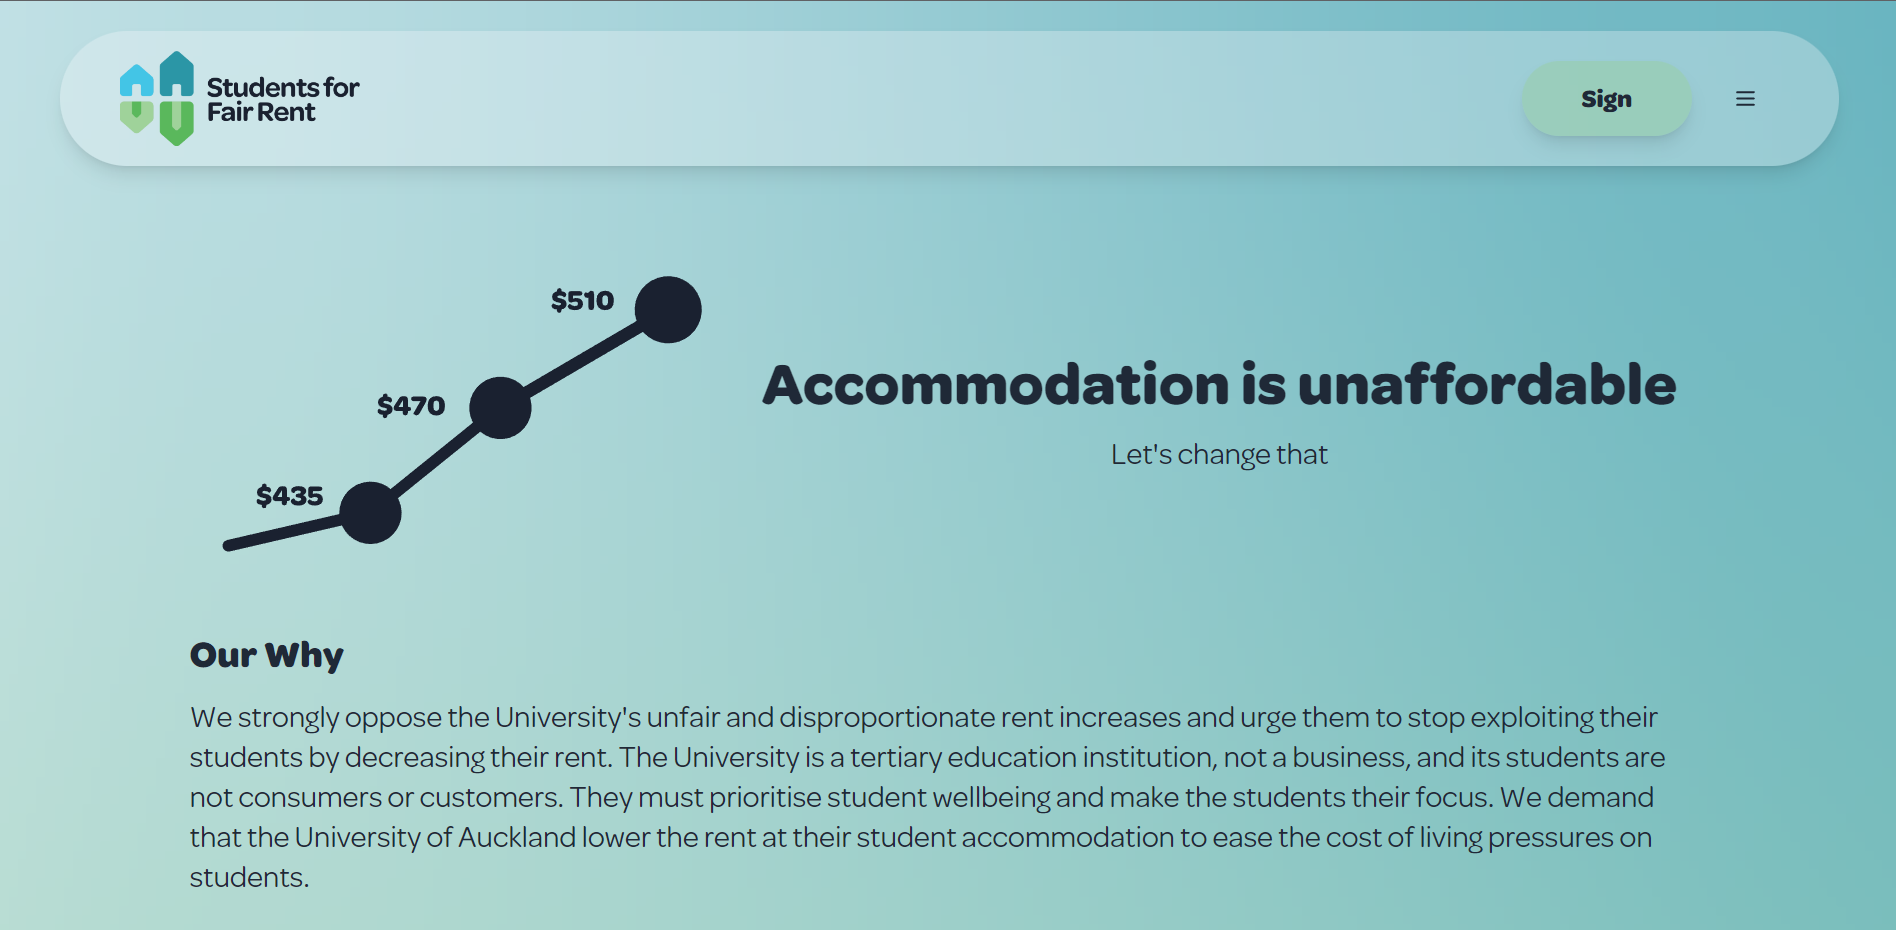 Students for
Fair Rent
Sign
$510
$470
$435
Accommodation is unaffordable
Let's change that
Our Why
We strongly oppose the University's unfair and disproportionate rent increases and urge them to stop exploiting their
students by decreasing their rent. The University is a tertiary education institution, not a business, and its students are
not consumers or customers. They must prioritise student wellbeing and make the students their focus. We demand
that the University of Auckland lower the rent at their student accommodation to ease the cost of living pressures on
students.